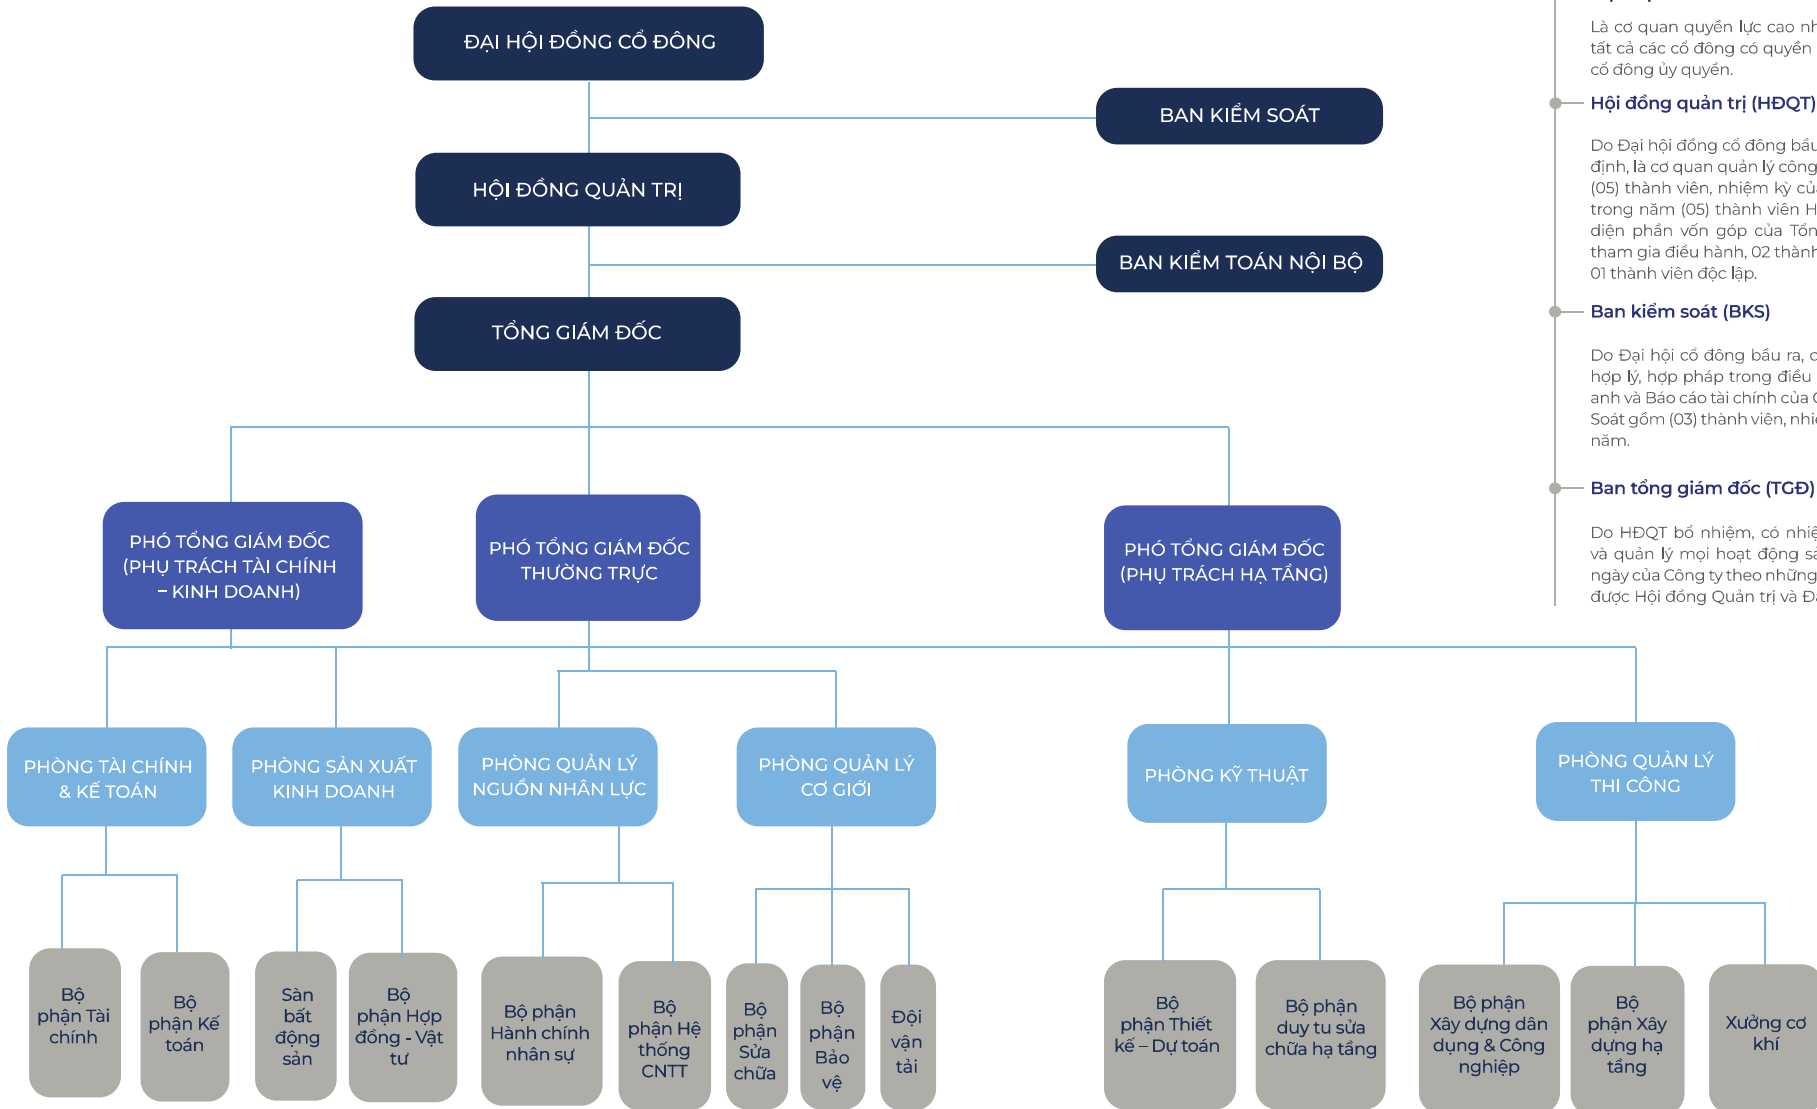 ĐẠI HỘI ĐỒNG CỔ ĐÔNG
BAN KIỂM SOÁT
HỘI ĐỒNG QUẢN TRỊ
BAN KIỂM TOÁN NỘI BỘ
TỔNG GIÁM ĐỐC
PHÓ TỔNG GIÁM ĐỐC
(PHỤ TRÁCH TÀI CHÍNH
– KINH DOANH)
PHÓ TỔNG GIÁM ĐỐC
THƯỜNG TRỰC
PHÓ TỔNG GIÁM ĐỐC
(PHỤ TRÁCH HẠ TẦNG)
PHÒNG TÀI CHÍNH
& KẾ TOÁN
PHÒNG SẢN XUẤT
KINH DOANH
PHÒNG QUẢN LÝ
NGUỒN NHÂN LỰC
PHÒNG QUẢN LÝ
CƠ GIỚI
PHÒNG KỸ THUẬT
PHÒNG QUẢN LÝ
THI CÔNG
Bộ
phận Tài
chính
Bộ
phận Kế
toán
Sàn
bất
động
sản
Bộ
phận Hợp
đồng - Vật
tư
Bộ phận
Hành chính
nhân sự
Bộ
phận Hệ
thống
CNTT
Bộ
phận
Sửa
chữa
Bộ
phận
Bảo
vệ
Đội
vận
tải
Bộ
phận Thiết
kế – Dự toán
Bộ phận
duy tu sửa
chữa hạ tầng
Bộ phận
Xây dựng dân
dụng & Công
nghiệp
Bộ
phận Xây
dựng hạ
tầng
Xưởng cơ
khí
Là cơ quan quyền lực cao
tất cả các cổ đông có quyền
cổ đông ủy quyền.
Hội đồng quản trị (HĐQT)
Do Đại hội đồng cổ đông bầu
định, là cơ quan quản lý công
(05) thành viên, nhiệm kỳ
trong năm (05) thành viên
diện phần vốn góp của
tham gia điều hành, 02 thành
01 thành viên độc lập.
Ban kiểm soát (BKS)
Do Đại hội cổ đông bầu ra,
hợp lý, hợp pháp trong điều
anh và Báo cáo tài chính của
Soát gồm (03) thành viên,
năm.
Ban tổng giám đốc (TGĐ)
Do HĐQT bổ nhiệm, có
và quản lý mọi hoạt động
ngày của Công ty theo những
được Hội đồng Quản trị và